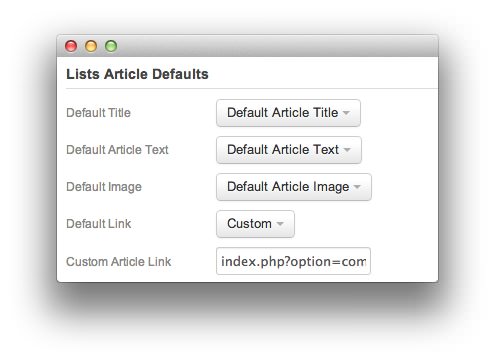 Lists Article Defaults
Default Title Default Article Title
Default Article Text Default Article Text
Default Image Default Article Image
Default Link Custom
Custom Article Link index.php?option=com